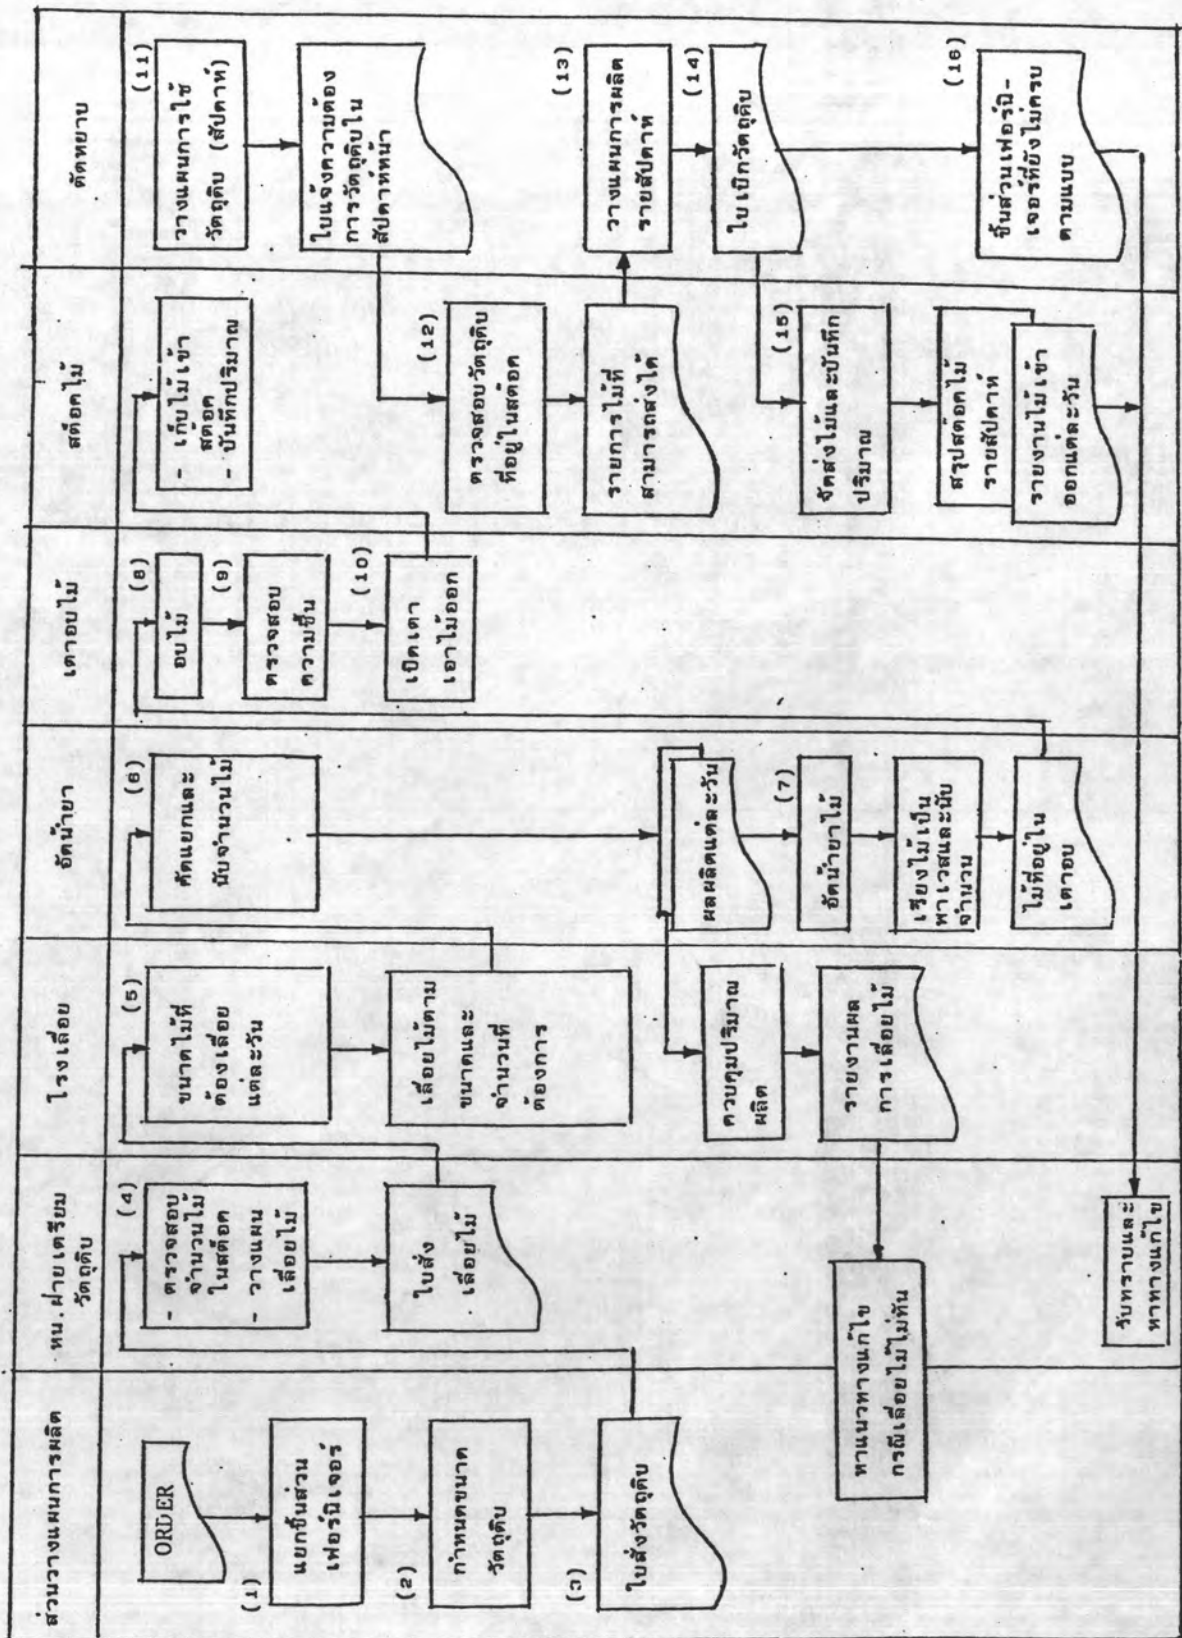 ส่วนวางแผนการผลิต
ORDER
(1)
แยกชิ้นส่วน
เฟอร์นิเจอร์
(2)
กำหนดขนาด
วัตถุดิบ
(3)
ใบสั่งวัตถุดิบ
หาแนวทางแก้ไข
กรณีเลื่อยไม้ไม่ทัน
หน.ฝ่ายเตรียม
วัตถุดิบ
(4)
- ตรวจสอบ
จำนวนไม้
ในสต๊อค
- วางแผน
เลื่อยไม้
ใบสั่ง
เลื่อยไม้
รับทราบและ
หาทางแก้ไข
โรงเลื่อย
(5)
ขนาดไม้ที่
ต้องเลื่อย
แต่ละวัน
เลื่อยไม้ตาม
ขนาดและ
จำนวนที่
ต้องการ
ควบคุมปริมาณ
ผลิต
รายงานผล
การเลื่อยไม้
อัดน้ำยา
(6)
คัดแยกและ
นับจำนวนไม้
ผลผลิตแต่ละวัน
(7)
อัดน้ำยาไม้
เรียงไม้เป็น
พาเวสและนับ
จำนวน
ไม้ที่อยู่ใน
เตาอบ
เตาอบไม้
(8)
อบไม้
(9)
ตรวจสอบ
ความชื้น
(10)
เปิดเตา
เอาไม้ออก
สต๊อคไม้
- เก็บไม้เข้า
สต๊อค
- บันทึกปริมาณ
(12)
ตรวจสอบวัตถุดิบ
ที่อยู่ในสต๊อค
รายการไม้ที่
สามารถส่งได้
(15)
จัดส่งไม้และบันทึก
ปริมาณ
สรุปสต๊อคไม้
รายสัปดาห์
รายงานไม้เข้า
ออกแต่ละวัน
ตัดหยาบ
(11)
วางแผนการใช้
วัตถุดิบ (สัปดาห์)
ใบแจ้งความต้อง
การวัตถุดิบใน
สัปดาห์หน้า
(13)
วางแผนการผลิต
รายสัปดาห์
(14)
ใบเบิกวัตถุดิบ
(16)
ชิ้นส่วนเฟอร์นิ-
เจอร์ที่ยังไม่ครบ
ตามแบบ